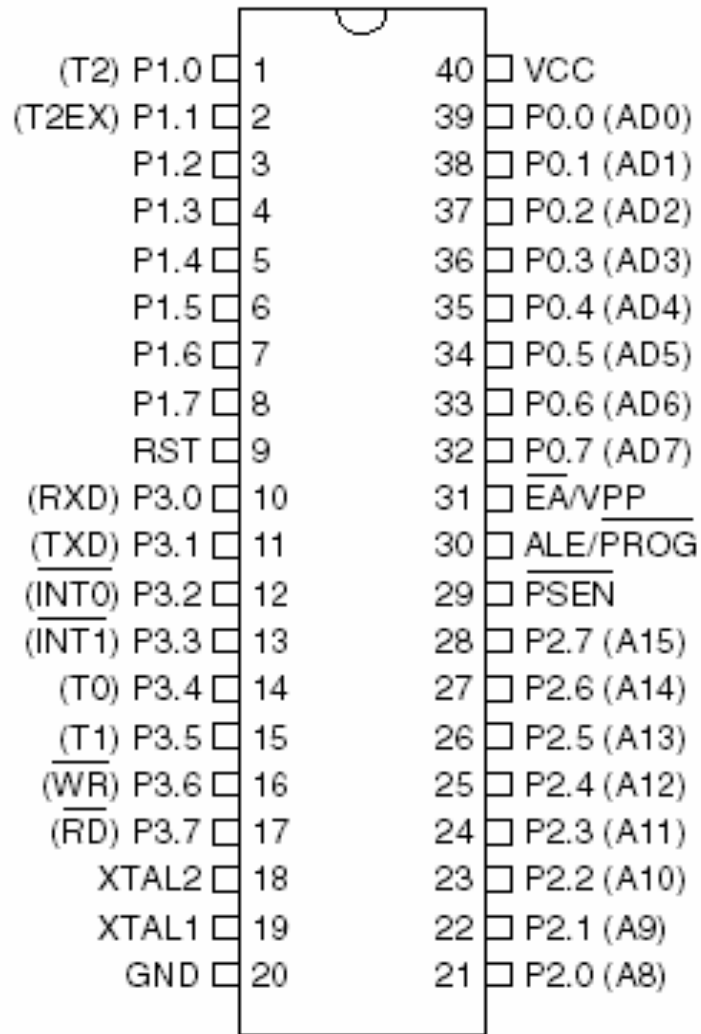 (T2) P1.0 1 40 VCC
(T2EX) P1.1 2 39 P0.0 (AD0)
P1.2 3 38 P0.1 (AD1)
P1.3 4 37 P0.2 (AD2)
P1.4 5 36 P0.3 (AD3)
P1.5 6 35 P0.4 (AD4)
P1.6 7 34 P0.5 (AD5)
P1.7 8 33 P0.6 (AD6)
RST 9 32 P0.7 (AD7)
(RXD) P3.0 10 31 E̅A̅/VPP
(TXD) P3.1 11 30 ALE/P̅R̅O̅G̅
(I̅N̅T̅0̅) P3.2 12 29 P̅S̅E̅N̅
(I̅N̅T̅1̅) P3.3 13 28 P2.7 (A15)
(T0) P3.4 14 27 P2.6 (A14)
(T1) P3.5 15 26 P2.5 (A13)
(W̅R̅) P3.6 16 25 P2.4 (A12)
(R̅D̅) P3.7 17 24 P2.3 (A11)
XTAL2 18 23 P2.2 (A10)
XTAL1 19 22 P2.1 (A9)
GND 20 21 P2.0 (A8)